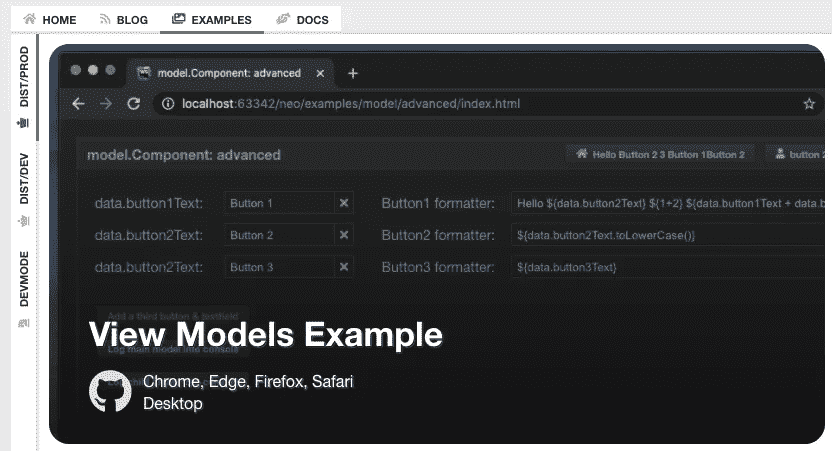 HOME BLOG EXAMPLES DOCS
DIST/PROD
DIST/DEV
DEVMODE
model.Component: advanced
localhost:63342/neo/examples/model/advanced/index.html
model.Component: advanced Hello Button 2 3 Button 1Button 2 button 2
data.button1Text: Button 1 Button1 formatter: Hello ${data.button2Text} ${1+2} ${data.button1Text + data.b
data.button2Text: Button 2 Button2 formatter: ${data.button2Text.toLowerCase()}
data.button2Text: Button 3 Button3 formatter: ${data.button3Text}
Add a third button & textfield
View Models Example
Log main model into console
Chrome, Edge, Firefox, Safari
Desktop